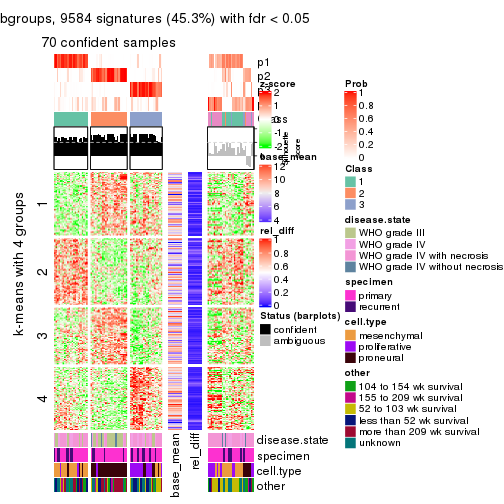 bgroups, 9584 signatures (45.3%) with fdr < 0.05
70 confident samples
p1
p2
z-score
2
1
0
-1
-2
Silhouette
score
base_mean
12
10
8
6
4
rel_diff
1
0.8
0.6
0.4
0.2
0
Status (barplots)
confident
ambiguous
Prob
1
0.8
0.6
0.4
0.2
0
Class
1
2
3
disease.state
WHO grade III
WHO grade IV
WHO grade IV with necrosis
WHO grade IV without necrosis
specimen
primary
recurrent
cell.type
mesenchymal
proliferative
proneural
other
104 to 154 wk survival
155 to 209 wk survival
52 to 103 wk survival
less than 52 wk survival
more than 209 wk survival
unknown
k-means with 4 groups
1
2
3
4
disease.state
specimen
cell.type
other
base_mean
rel_diff